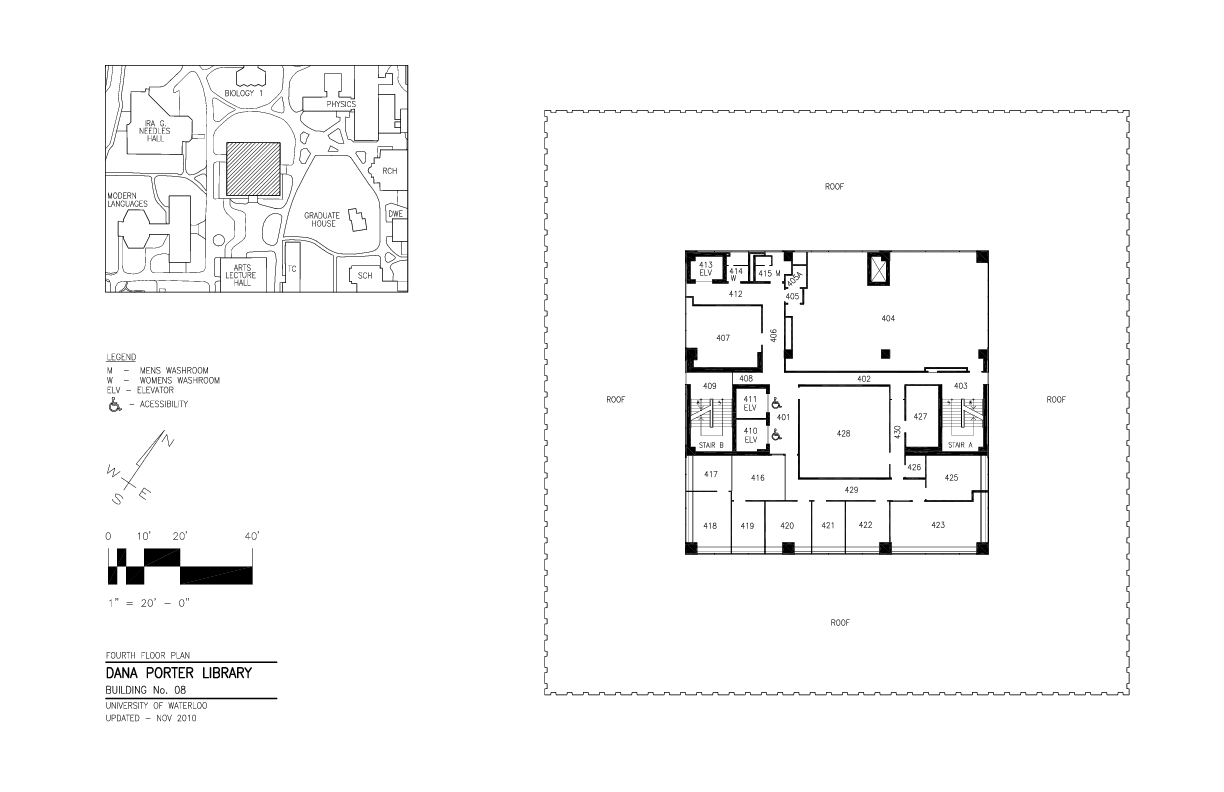 BIOLOGY 1
PHYSICS
IRA G.
NEEDLES
HALL
RCH
MODERN
LANGUAGES
GRADUATE
HOUSE
DWE
ARTS
LECTURE
HALL
TC
SCH
LEGEND
M – MENS WASHROOM
W – WOMENS WASHROOM
ELV – ELEVATOR
– ACESSIBILITY
N
W
S
E
0 10' 20' 40'
1" = 20' – 0"
FOURTH FLOOR PLAN
DANA PORTER LIBRARY
BUILDING No. 08
UNIVERSITY OF WATERLOO
UPDATED – NOV 2010
ROOF
413
ELV
414
W
415 M
405A
412
405
404
407
406
408
402
409
403
ROOF
ROOF
411
ELV
401
427
410
ELV
428
430
STAIR B
STAIR A
417
416
426
425
429
418
419
420
421
422
423
ROOF